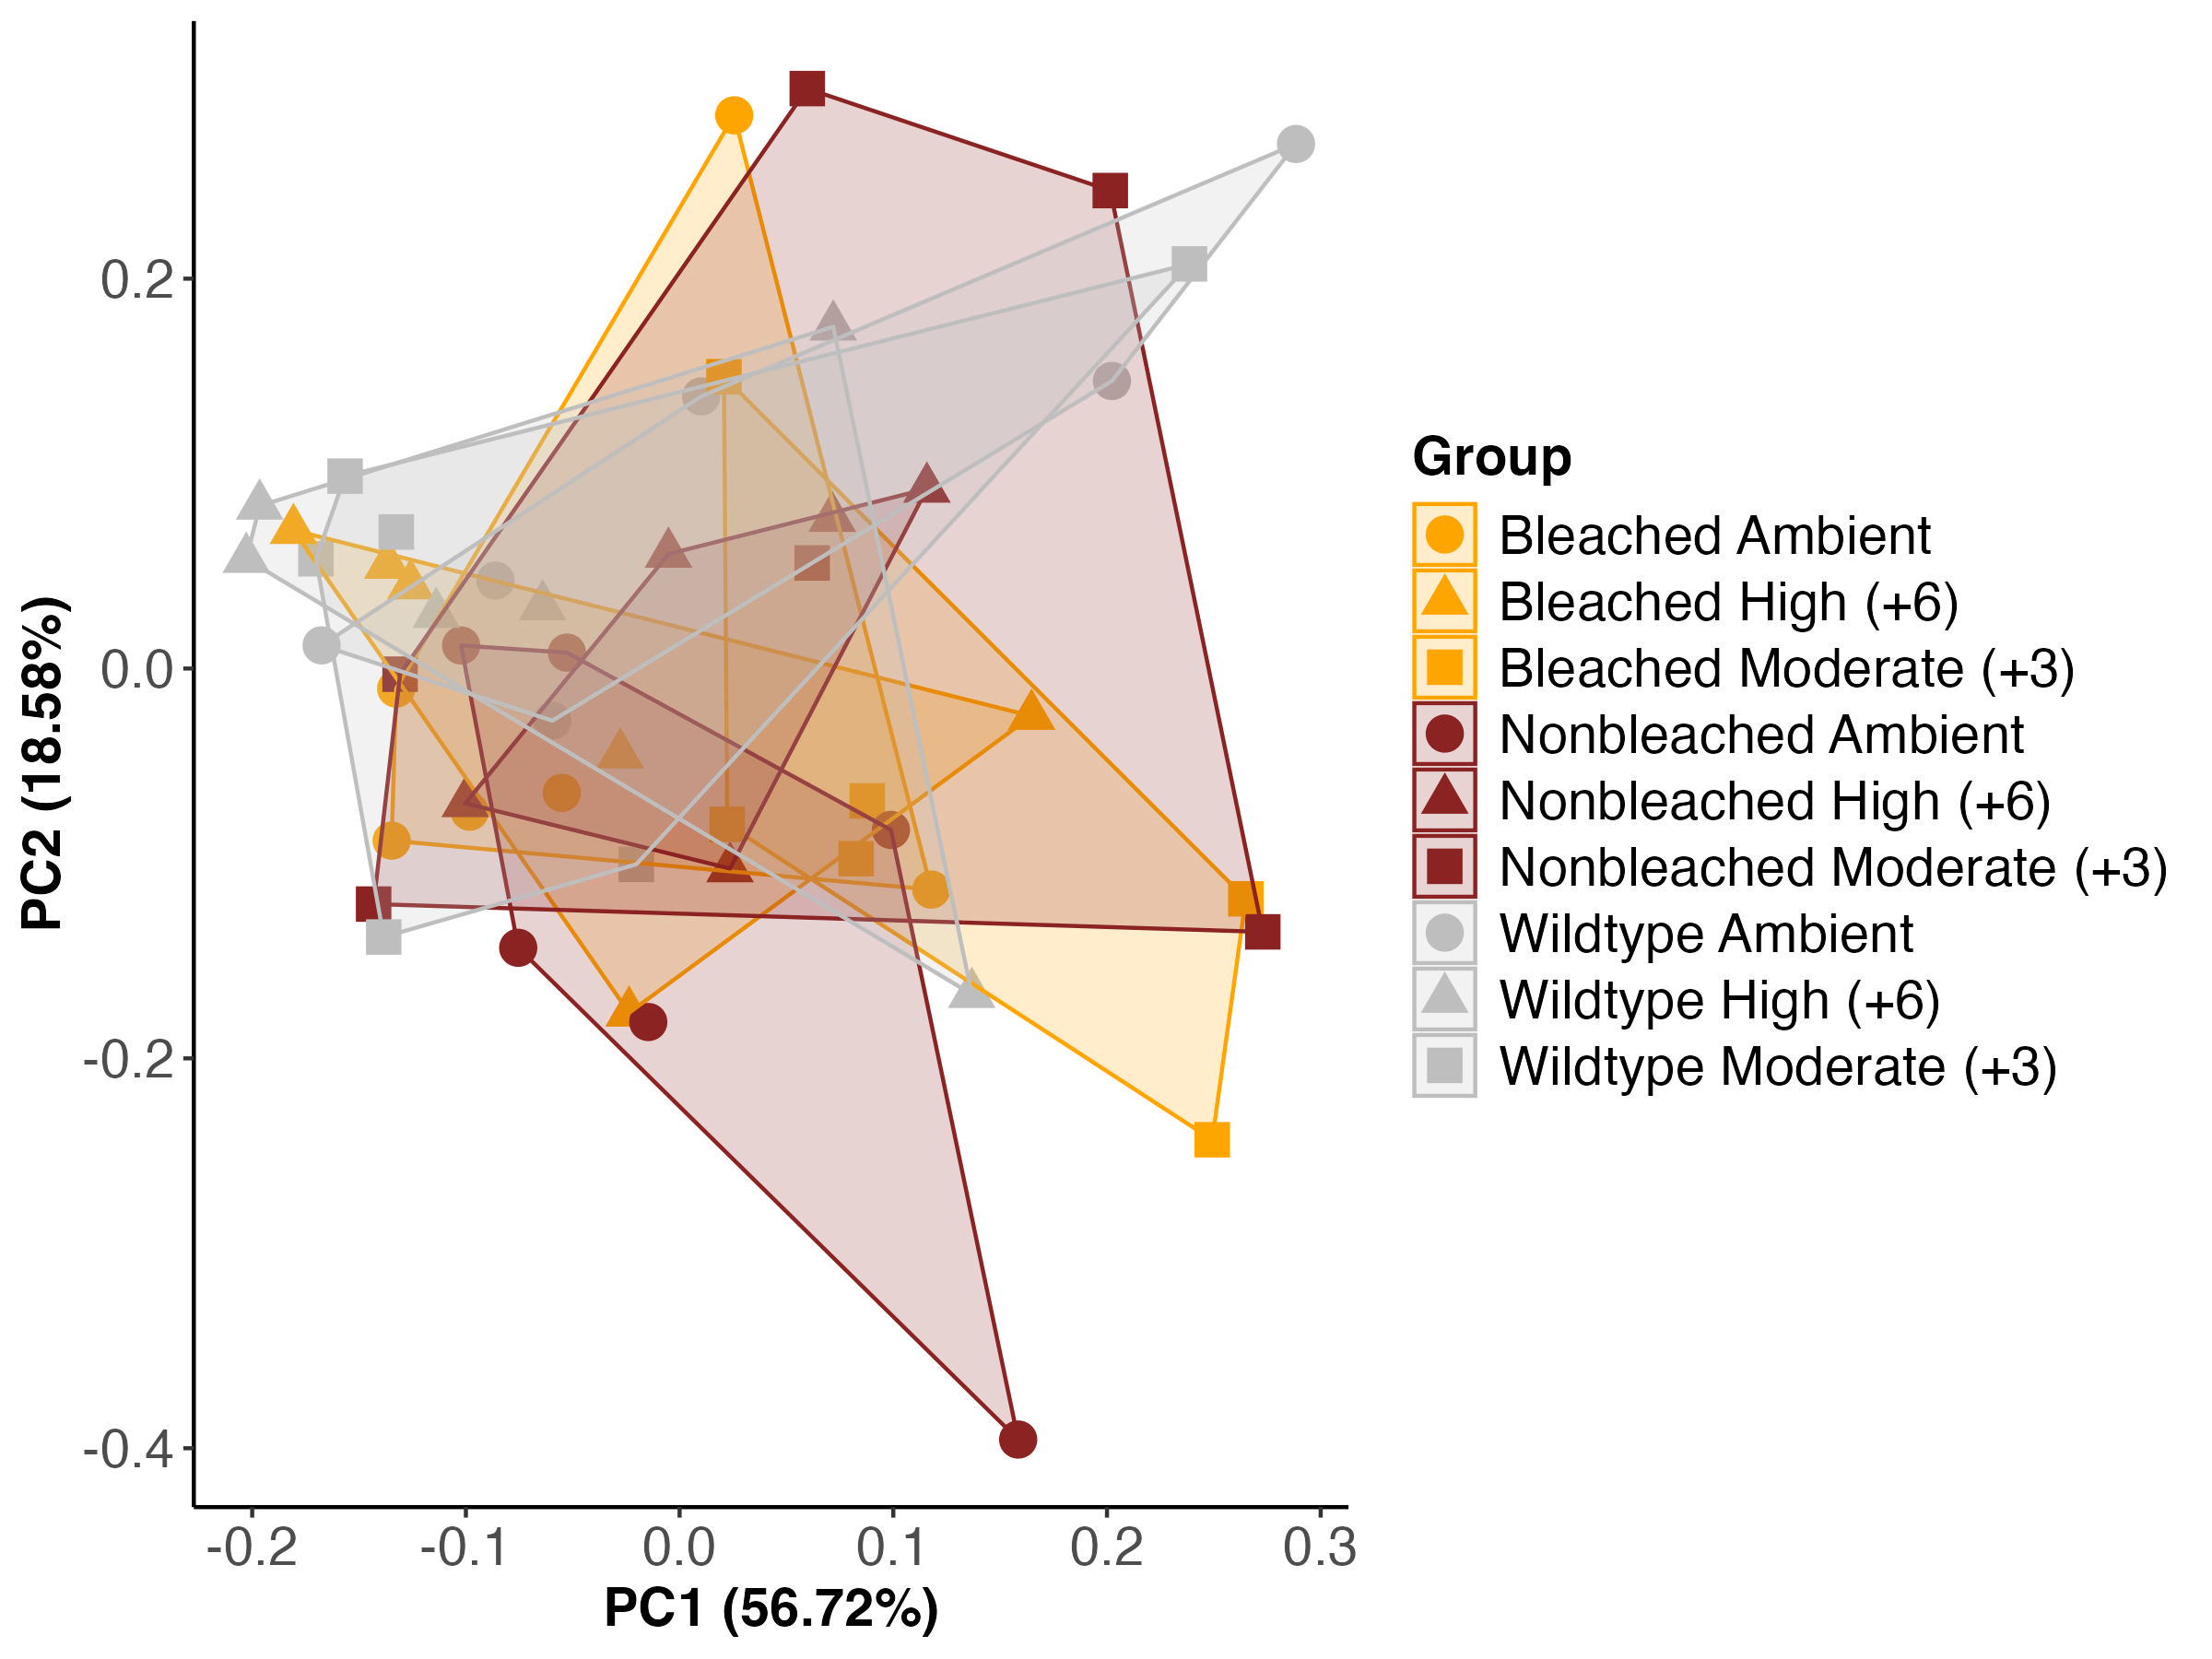 PC2 (18.58%)
0.2
0.0
-0.2
-0.4
-0.2 -0.1 0.0 0.1 0.2 0.3
PC1 (56.72%)
Group
Bleached Ambient
Bleached High (+6)
Bleached Moderate (+3)
Nonbleached Ambient
Nonbleached High (+6)
Nonbleached Moderate (+3)
Wildtype Ambient
Wildtype High (+6)
Wildtype Moderate (+3)